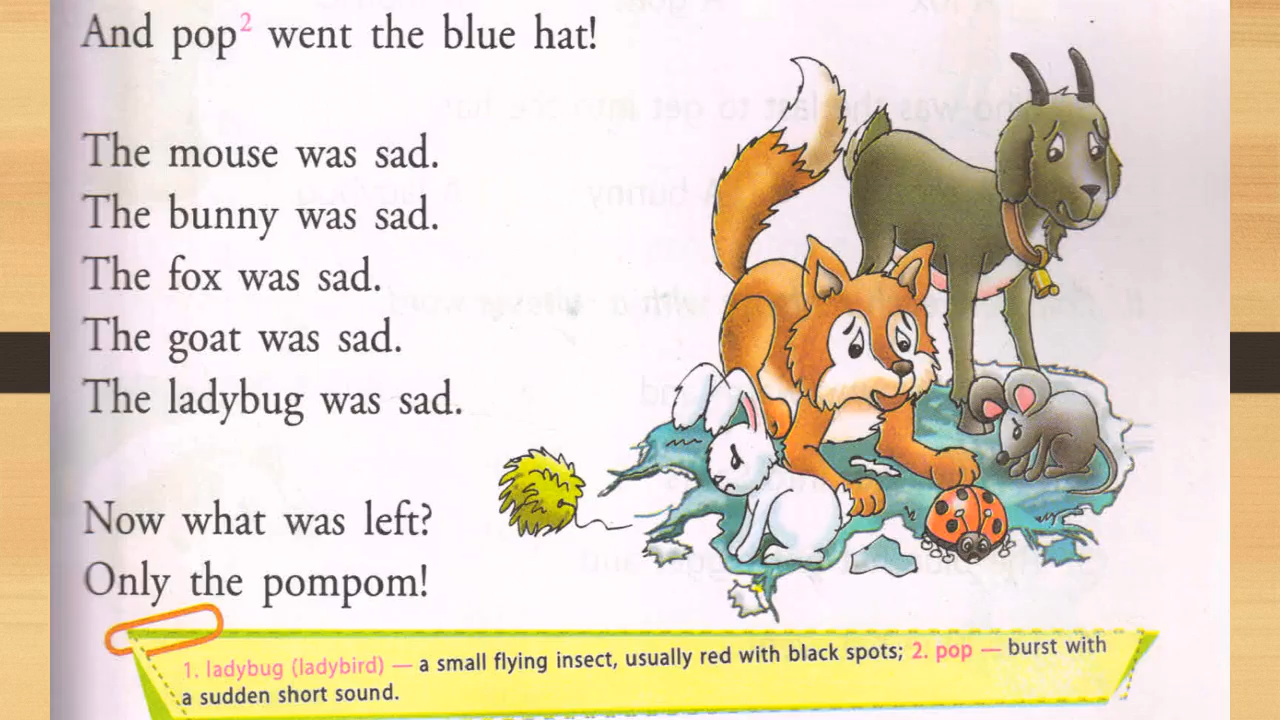 And pop² went the blue hat!
The mouse was sad.
The bunny was sad.
The fox was sad.
The goat was sad.
The ladybug was sad.
Now what was left?
Only the pompom!
1. ladybug (ladybird) — a small flying insect, usually red with black spots; 2. pop — burst with
a sudden short sound.